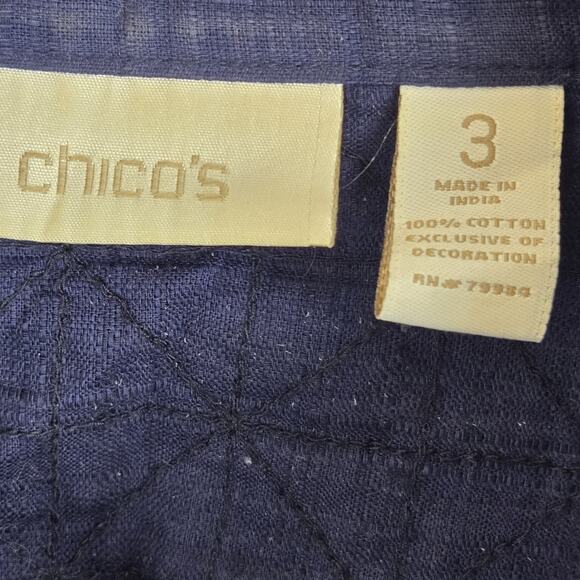 chico's
3
MADE IN
INDIA
100% COTTON
EXCLUSIVE OF
DECORATION
RN# 79984